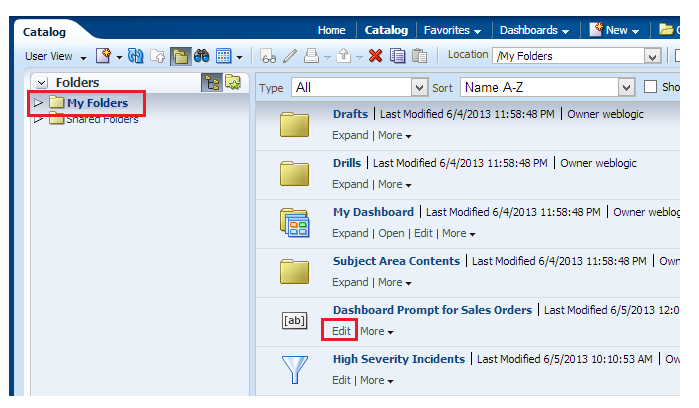 Catalog
Home Catalog Favorites Dashboards New
User View Location /My Folders
Folders
My Folders
Shared Folders
Type All Sort Name A-Z
Drafts | Last Modified 6/4/2013 11:58:48 PM | Owner weblogic
Expand | More
Drills | Last Modified 6/4/2013 11:58:48 PM | Owner weblogic
Expand | More
My Dashboard | Last Modified 6/4/2013 11:58:48 PM | Owner weblog
Expand | Open | Edit | More
Subject Area Contents | Last Modified 6/4/2013 11:58:48 PM |
Expand | More
[ab]
Dashboard Prompt for Sales Orders | Last Modified 6/5/2013 12:0
Edit More
High Severity Incidents | Last Modified 6/5/2013 10:10:53 AM |
Edit | More